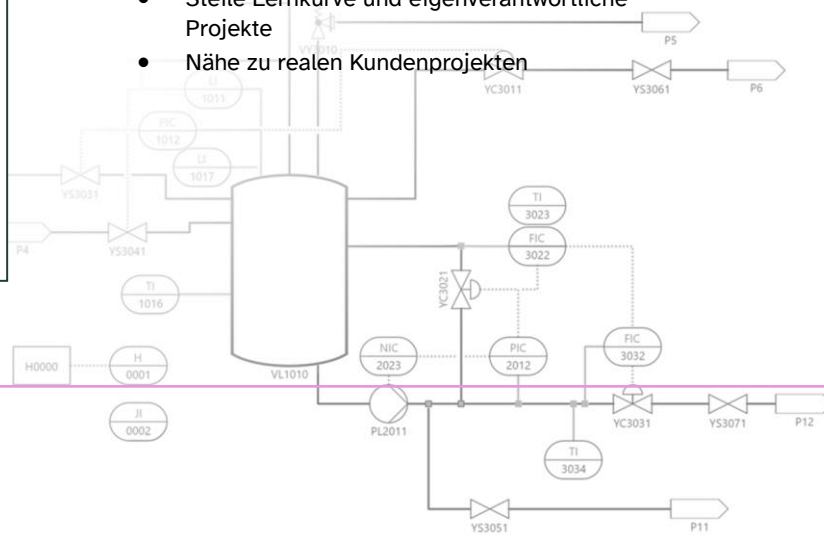 Steile Lernkurve und eigenverantwortliche
Projekte
Nähe zu realen Kundenprojekten
P5
VY3010
LI
1011
YC3011
YS3061
P6
FIC
1012
LI
1017
YS3031
TI
3023
FIC
3022
P4
YS3041
YC3021
TI
1016
FIC
3032
NIC
2023
PIC
2012
H0000
H
0001
VL1010
JI
0002
PL2011
YC3031
YS3071
P12
TI
3034
YS3051
P11